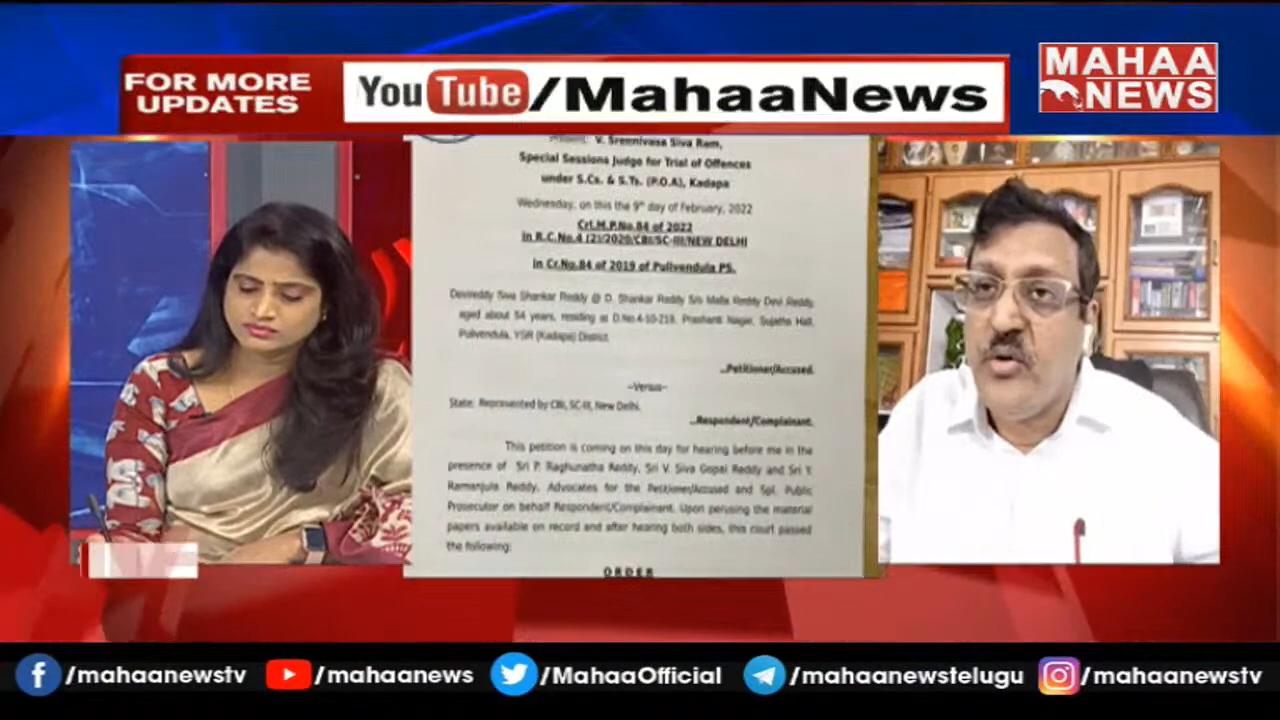 FOR MORE
UPDATES
YouTube/MahaaNews
MAHAA
NEWS
Present: V. Sreenivasa Siva Ram,
Special Sessions Judge for Trial of Offences
under S.Cs. & S.Ts. (P.O.A), Kadapa
Wednesday, on this the 9th day of February, 2022
Crl.M.P.No.84 of 2022
in R.C.No.4 (2)/2020/CBI/SC-III/NEW DELHI
in Cr.No.84 of 2019 of Pulivendula PS.
Devireddy Siva Shankar Reddy @ D. Shankar Reddy S/o Malla Reddy Devi Reddy,
aged about 54 years, residing at D.No.4-10-219, Prashanti Nagar, Sujatha Hall,
Pulivendula, YSR (Kadapa) District.
...Petitioner/Accused.
--Versus--
State: Represented by CBI, SC-III, New Delhi.
...Respondent/Complainant.
This petition is coming on this day for hearing before me in the
presence of Sri P. Raghunatha Reddy, Sri V. Siva Gopal Reddy and Sri Y.
Ramanjula Reddy, Advocates for the Petitioner/Accused and Spl. Public
Prosecutor on behalf Respondent/Complainant. Upon perusing the material
papers available on record and after hearing both sides, this court passed
the following:
ORDER
/mahaanewstv
/mahaanews
/MahaaOfficial
/mahaanewstelugu
/mahaanewstv